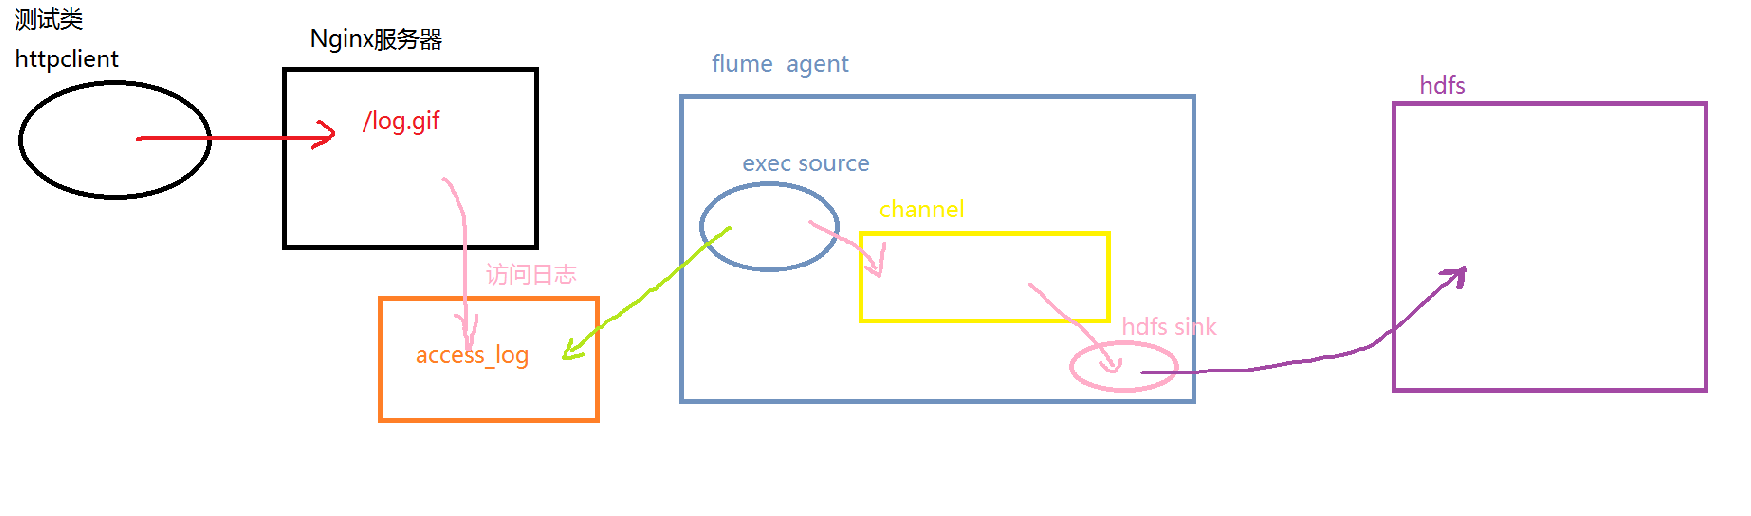 测试类
httpclient
Nginx服务器
/log.gif
访问日志
access_log
flume  agent
exec source
channel
hdfs sink
hdfs